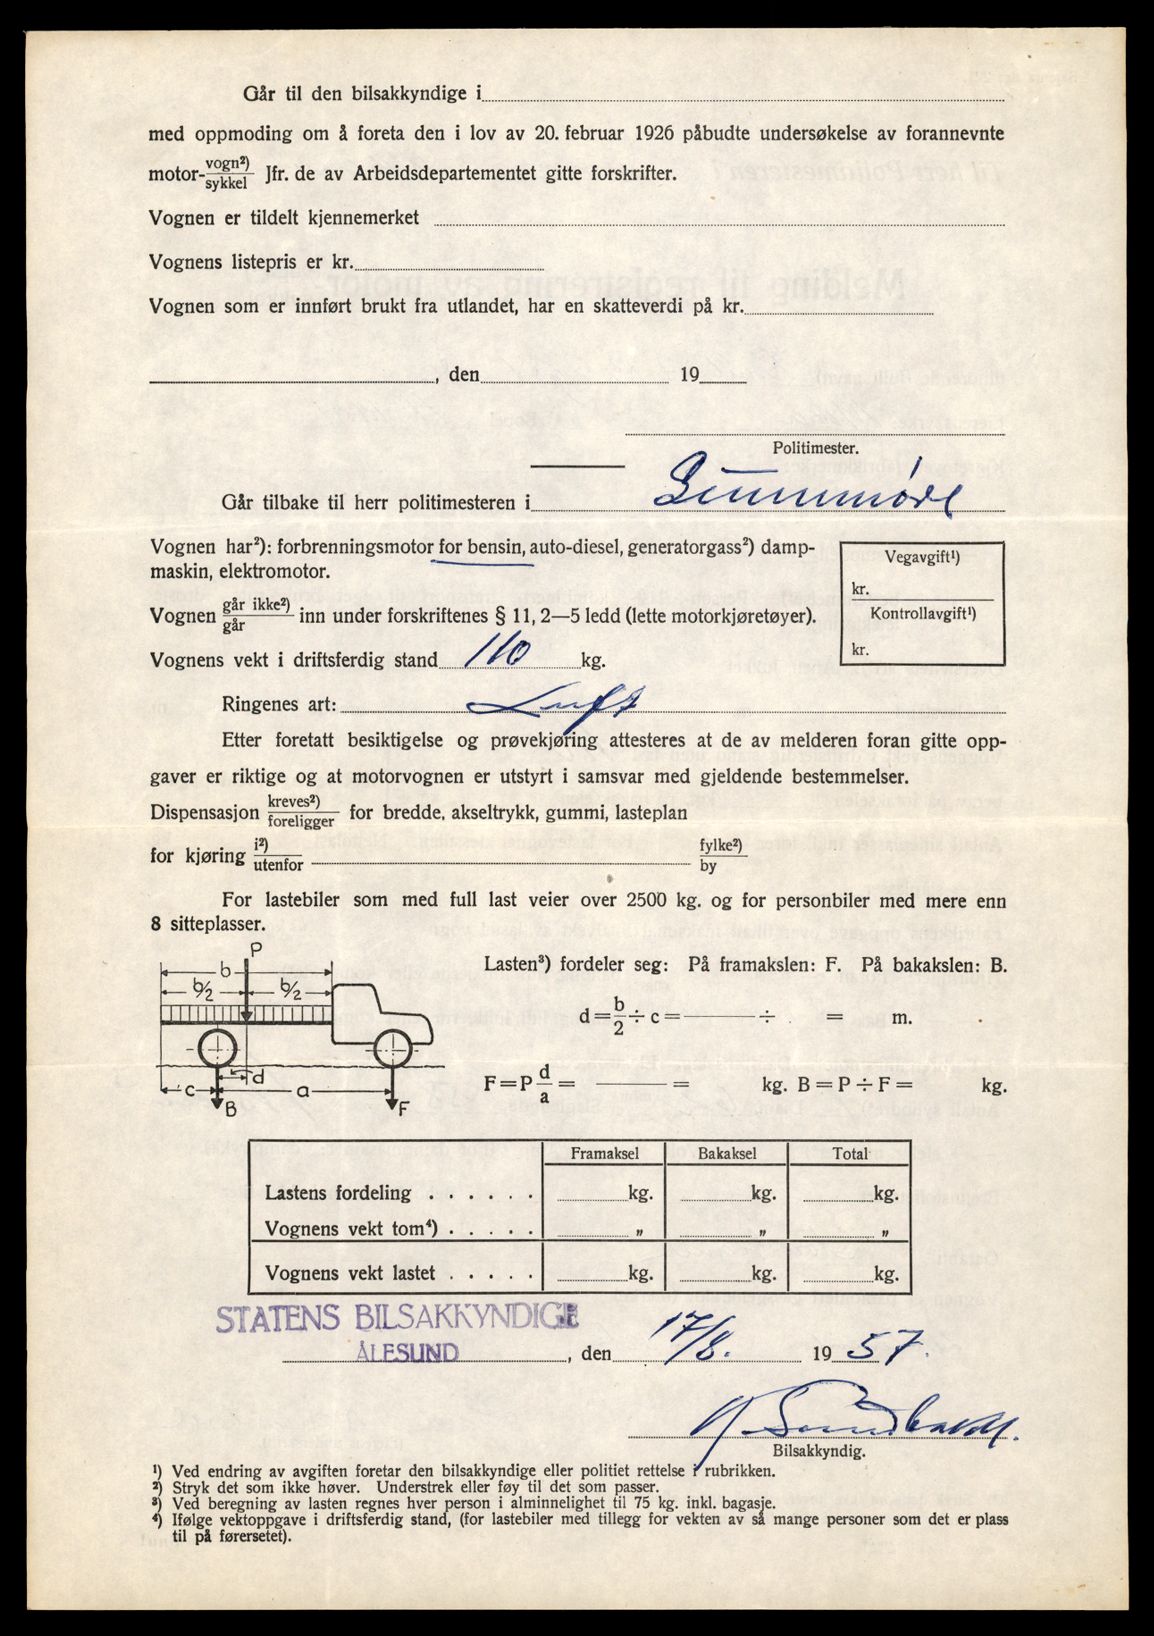 Går til den bilsakkyndige i
med oppmoding om å foreta den i lov av 20. februar 1926 påbudte undersøkelse av forannevnte
motor- vogn²) / sykkel Jfr. de av Arbeidsdepartementet gitte forskrifter.
Vognen er tildelt kjennemerket
Vognens listepris er kr.
Vognen som er innført brukt fra utlandet, har en skatteverdi på kr.
, den 19
Politimester.
Går tilbake til herr politimesteren i Sunnmøre
Vognen har²): forbrenningsmotor for bensin, auto-diesel, generatorgass²) damp-
maskin, elektromotor.
Vegavgift¹)
kr.
Kontrollavgift¹)
kr.
Vognen går ikke²) / går inn under forskriftenes § 11, 2—5 ledd (lette motorkjøretøyer).
Vognens vekt i driftsferdig stand 110 kg.
Ringenes art: Luft
Etter foretatt besiktigelse og prøvekjøring attesteres at de av melderen foran gitte opp-
gaver er riktige og at motorvognen er utstyrt i samsvar med gjeldende bestemmelser.
Dispensasjon kreves²) / foreligger for bredde, akseltrykk, gummi, lasteplan
for kjøring i²) / utenfor fylke²) / by
For lastebiler som med full last veier over 2500 kg. og for personbiler med mere enn
8 sitteplasser.
P
b
b/2 b/2
c d a
B F
Lasten³) fordeler seg: På framakslen: F. På bakakslen: B.
d = b/2 ÷ c = ——— ÷ . = m.
F = P d/a = ——— = kg. B = P ÷ F = kg.
Framaksel Bakaksel Total
Lastens fordeling . . . . . . kg. kg. kg.
Vognens vekt tom⁴) . . . . . „ „ „
Vognens vekt lastet . . . . . kg. kg. kg.
STATENS BILSAKKYNDIGE
ÅLESUND , den 17/8. 19 57.
Bilsakkyndig.
¹) Ved endring av avgiften foretar den bilsakkyndige eller politiet rettelse i rubrikken.
²) Stryk det som ikke høver. Understrek eller føy til det som passer.
³) Ved beregning av lasten regnes hver person i alminnelighet til 75 kg. inkl. bagasje.
⁴) Ifølge vektoppgave i driftsferdig stand, (for lastebiler med tillegg for vekten av så mange personer som det er plass
til på førersetet).